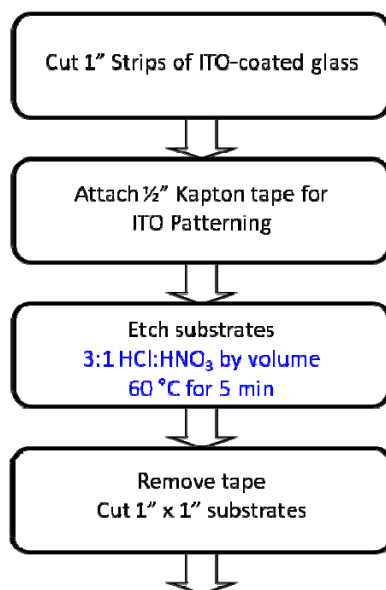 Cut 1″ Strips of ITO-coated glass
Attach ½″ Kapton tape for
ITO Patterning
Etch substrates
3:1 HCl:HNO₃ by volume
60 °C for 5 min
Remove tape
Cut 1″ x 1″ substrates